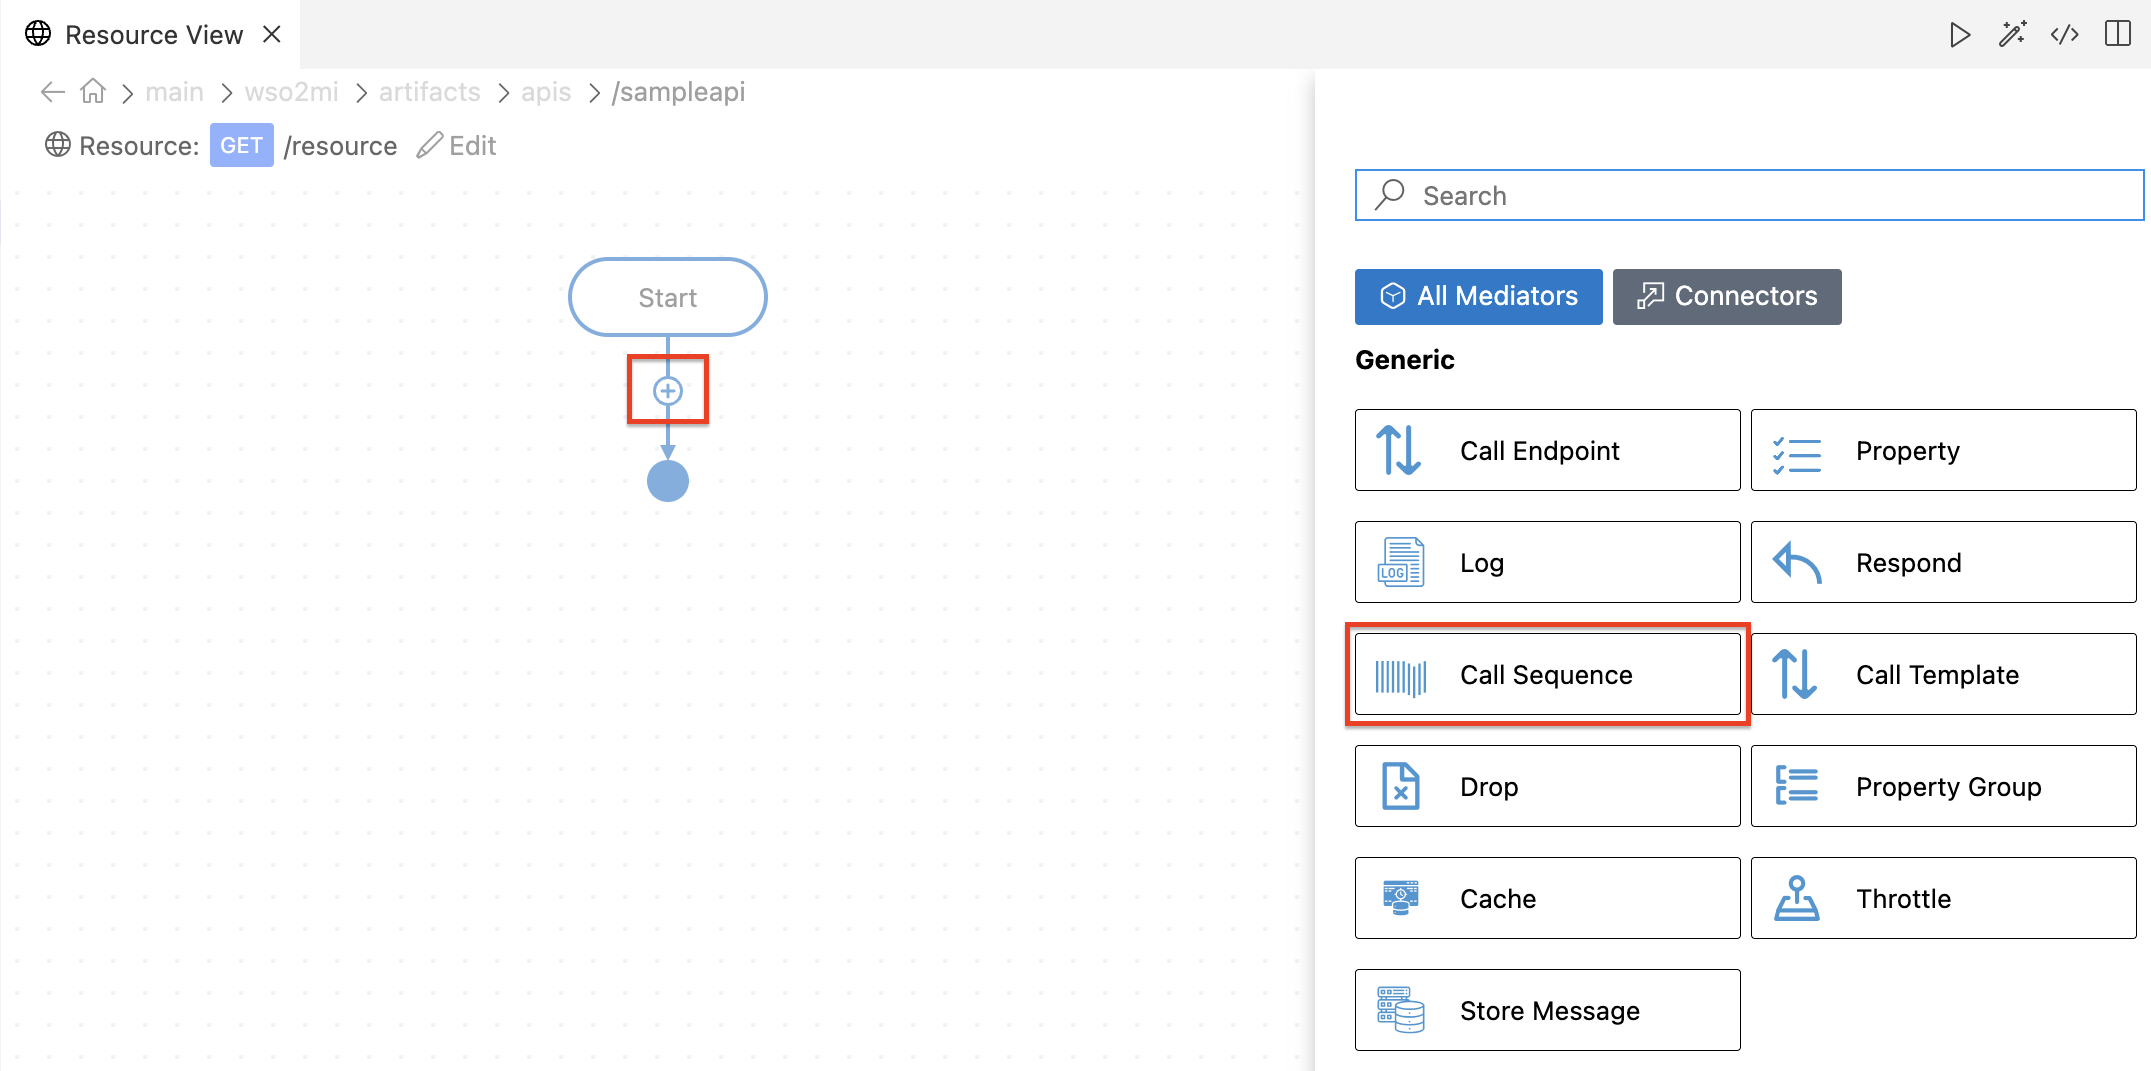 Resource View
main > wso2mi > artifacts > apis > /sampleapi
Resource: GET /resource Edit
Start
Search
All Mediators
Connectors
Generic
Call Endpoint
Property
LOG
Log
Respond
Call Sequence
Call Template
Drop
Property Group
Cache
Throttle
Store Message